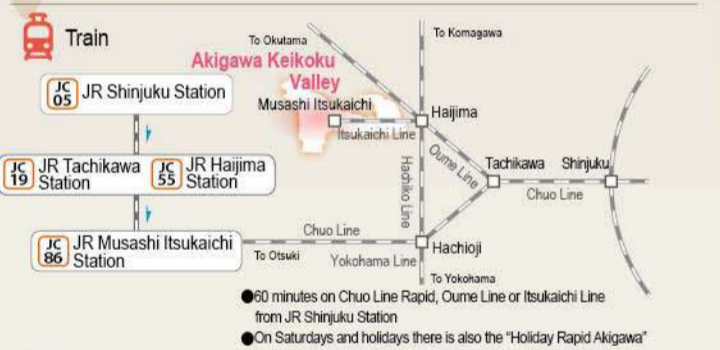 Train
JC 05 JR Shinjuku Station
JC 19 JR Tachikawa Station
JC 55 JR Haijima Station
JC 86 JR Musashi Itsukaichi Station
To Okutama
To Komagawa
Akigawa Keikoku
Valley
Musashi Itsukaichi
Haijima
Itsukaichi Line
Oume Line
Hachiko Line
Tachikawa
Shinjuku
Chuo Line
Chuo Line
To Otsuki
Yokohama Line
Hachioji
To Yokohama
●60 minutes on Chuo Line Rapid, Oume Line or Itsukaichi Line
from JR Shinjuku Station
●On Saturdays and holidays there is also the "Holiday Rapid Akigawa"